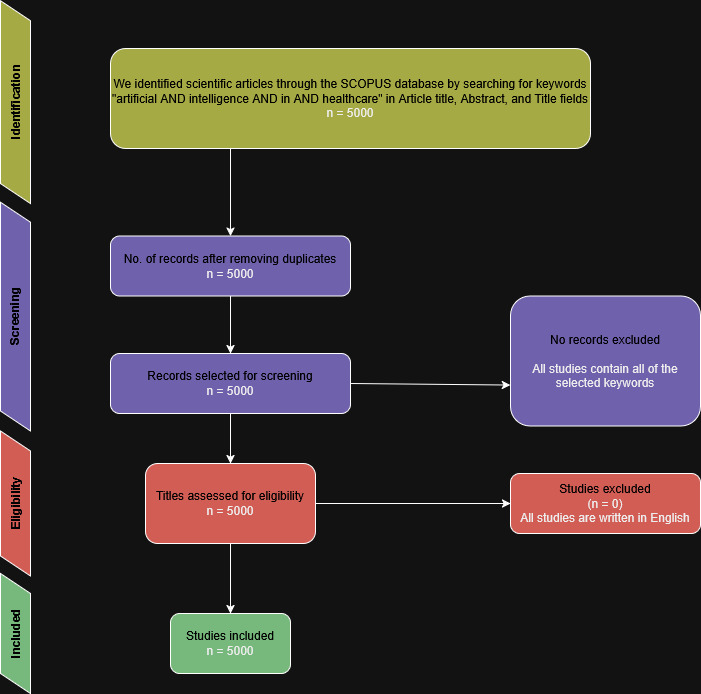 Identification
We identified scientific articles through the SCOPUS database by searching for keywords
"artificial AND intelligence AND in AND healthcare" in Article title, Abstract, and Title fields
n = 5000
Screening
No. of records after removing duplicates
n = 5000
Records selected for screening
n = 5000
No records excluded
All studies contain all of the
selected keywords
Eligibility
Titles assessed for eligibility
n = 5000
Studies excluded
(n = 0)
All studies are written in English
Included
Studies included
n = 5000